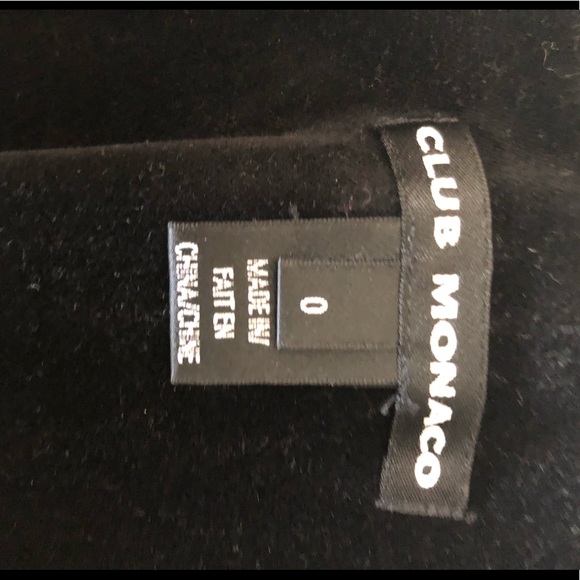 CLUB MONACO
0
MADE IN/
FAIT EN
CHINA/CHINE